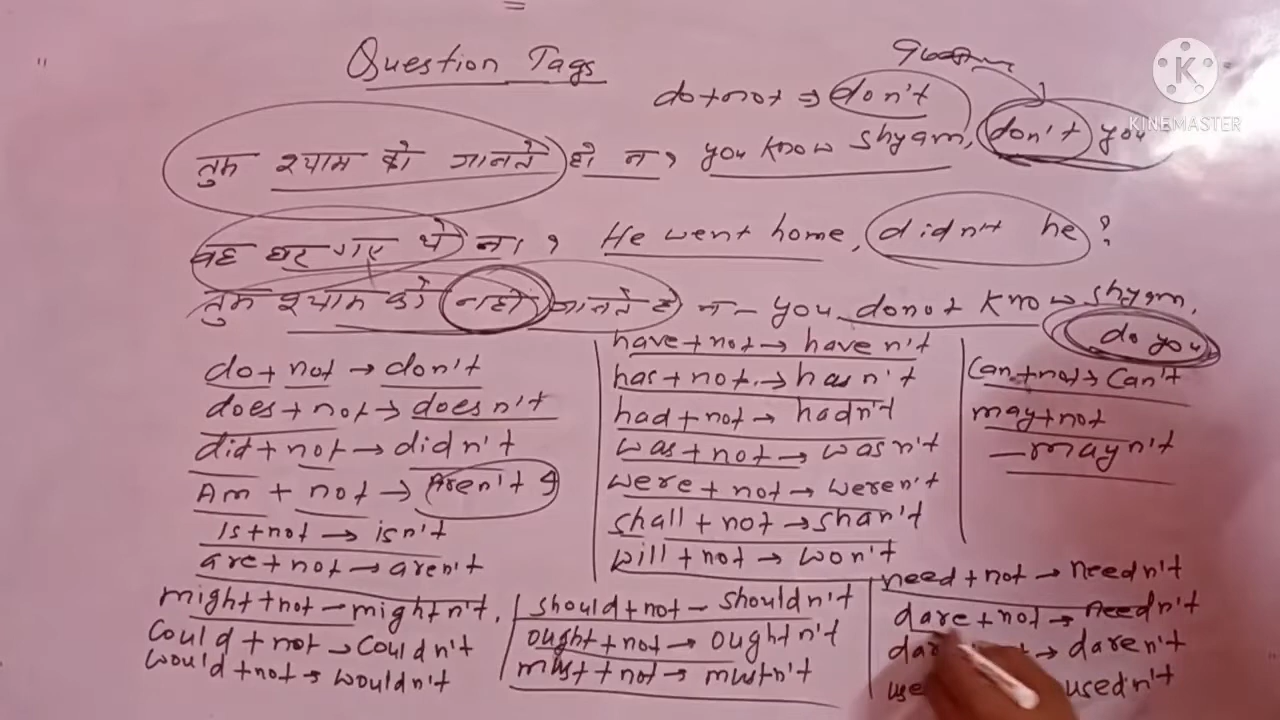 Question Tags
do+not ⇒ don't
तुम श्याम को जानते हो न, you know shyam, don't you
वह घर गए थे न, He went home, didn't he?
तुम श्याम को नही जानते हो न - you donot know shyam,
do you
do+not → don't
does+not → doesn't
did+not → didn't
Am + not → Aren't
is+not → isn't
are+not → aren't
might+not → mightn't,
Could+not → Couldn't
would+not → wouldn't
have+not → haven't
has+not → hasn't
had+not → hadn't
was+not → wasn't
were+not → weren't
shall+not → shan't
will+not → won't
should+not - shouldn't
ought+not → oughtn't
must+not → mustn't
Can+not → Can't
may+not
- mayn't
need+not → needn't
dare+not → needn't
→ daren't
usedn't
K
KINEMASTER